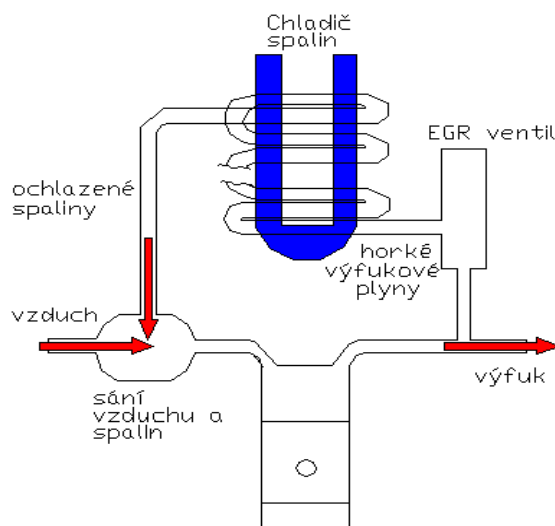 Chladič
spalin
EGR ventil
ochlazené
spaliny
horké
výfukové
plyny
vzduch
výfuk
sání
vzduchu a
spalin